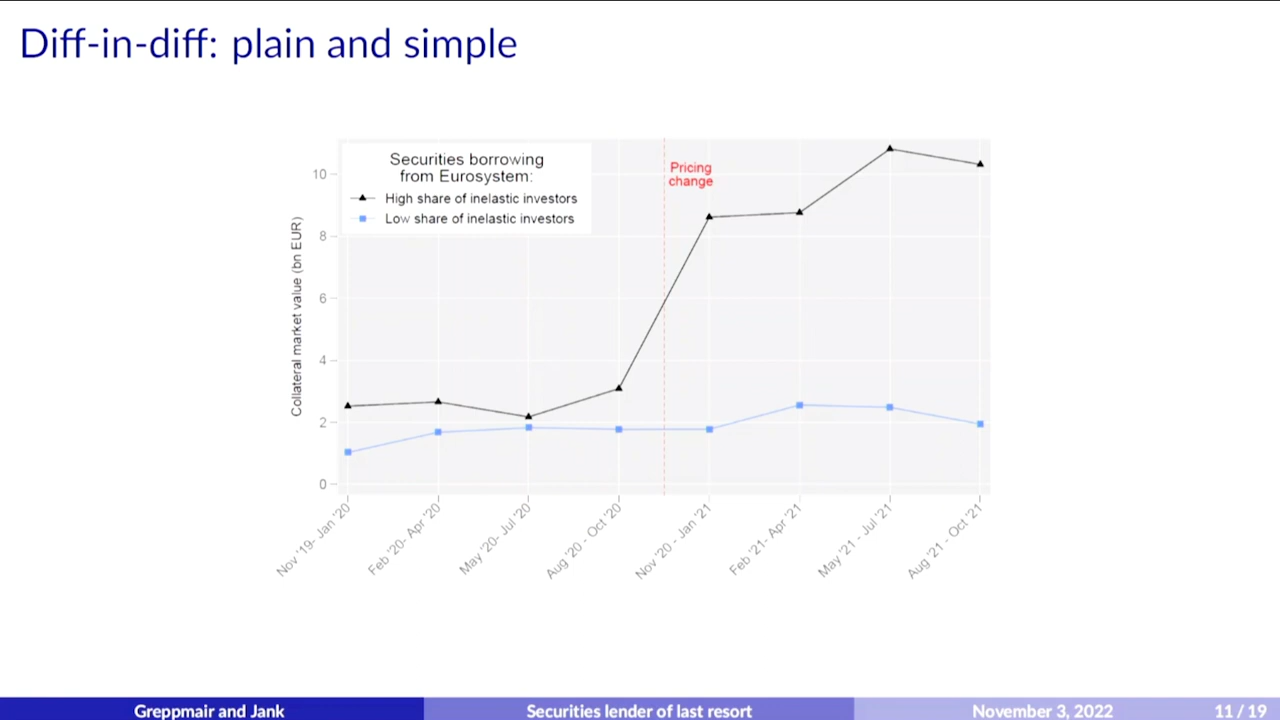 Diff-in-diff: plain and simple
Securities borrowing
from Eurosystem:
High share of inelastic investors
Low share of inelastic investors
Pricing
change
Collateral market value (bn EUR)
10
8
6
4
2
0
Nov '19- Jan '20
Feb '20- Apr '20
May '20- Jul '20
Aug '20 - Oct '20
Nov '20 - Jan '21
Feb '21- Apr '21
May '21 - Jul '21
Aug '21 - Oct '21
Greppmair and Jank
Securities lender of last resort
November 3, 2022
11 / 19